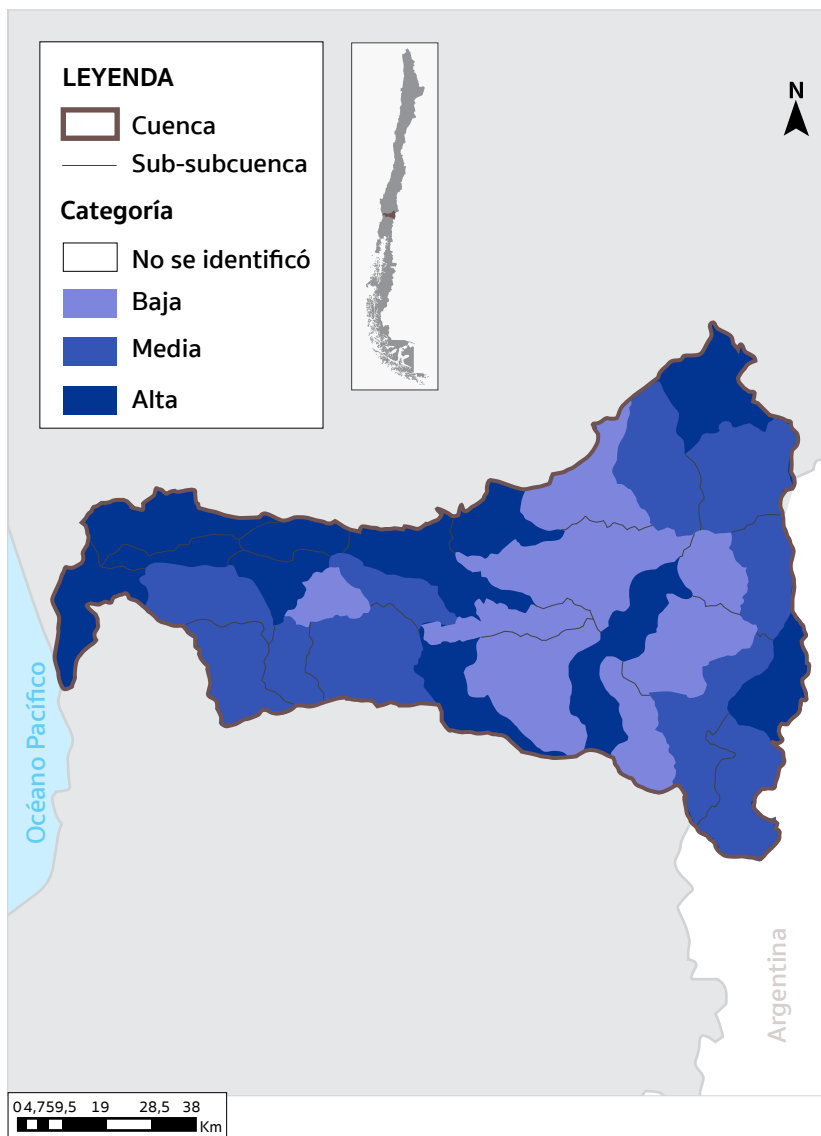 LEYENDA
Cuenca
Sub-subcuenca
Categoría
No se identificó
Baja
Media
Alta
N
Océano Pacífico
Argentina
0 4,75 9,5 19 28,5 38
Km